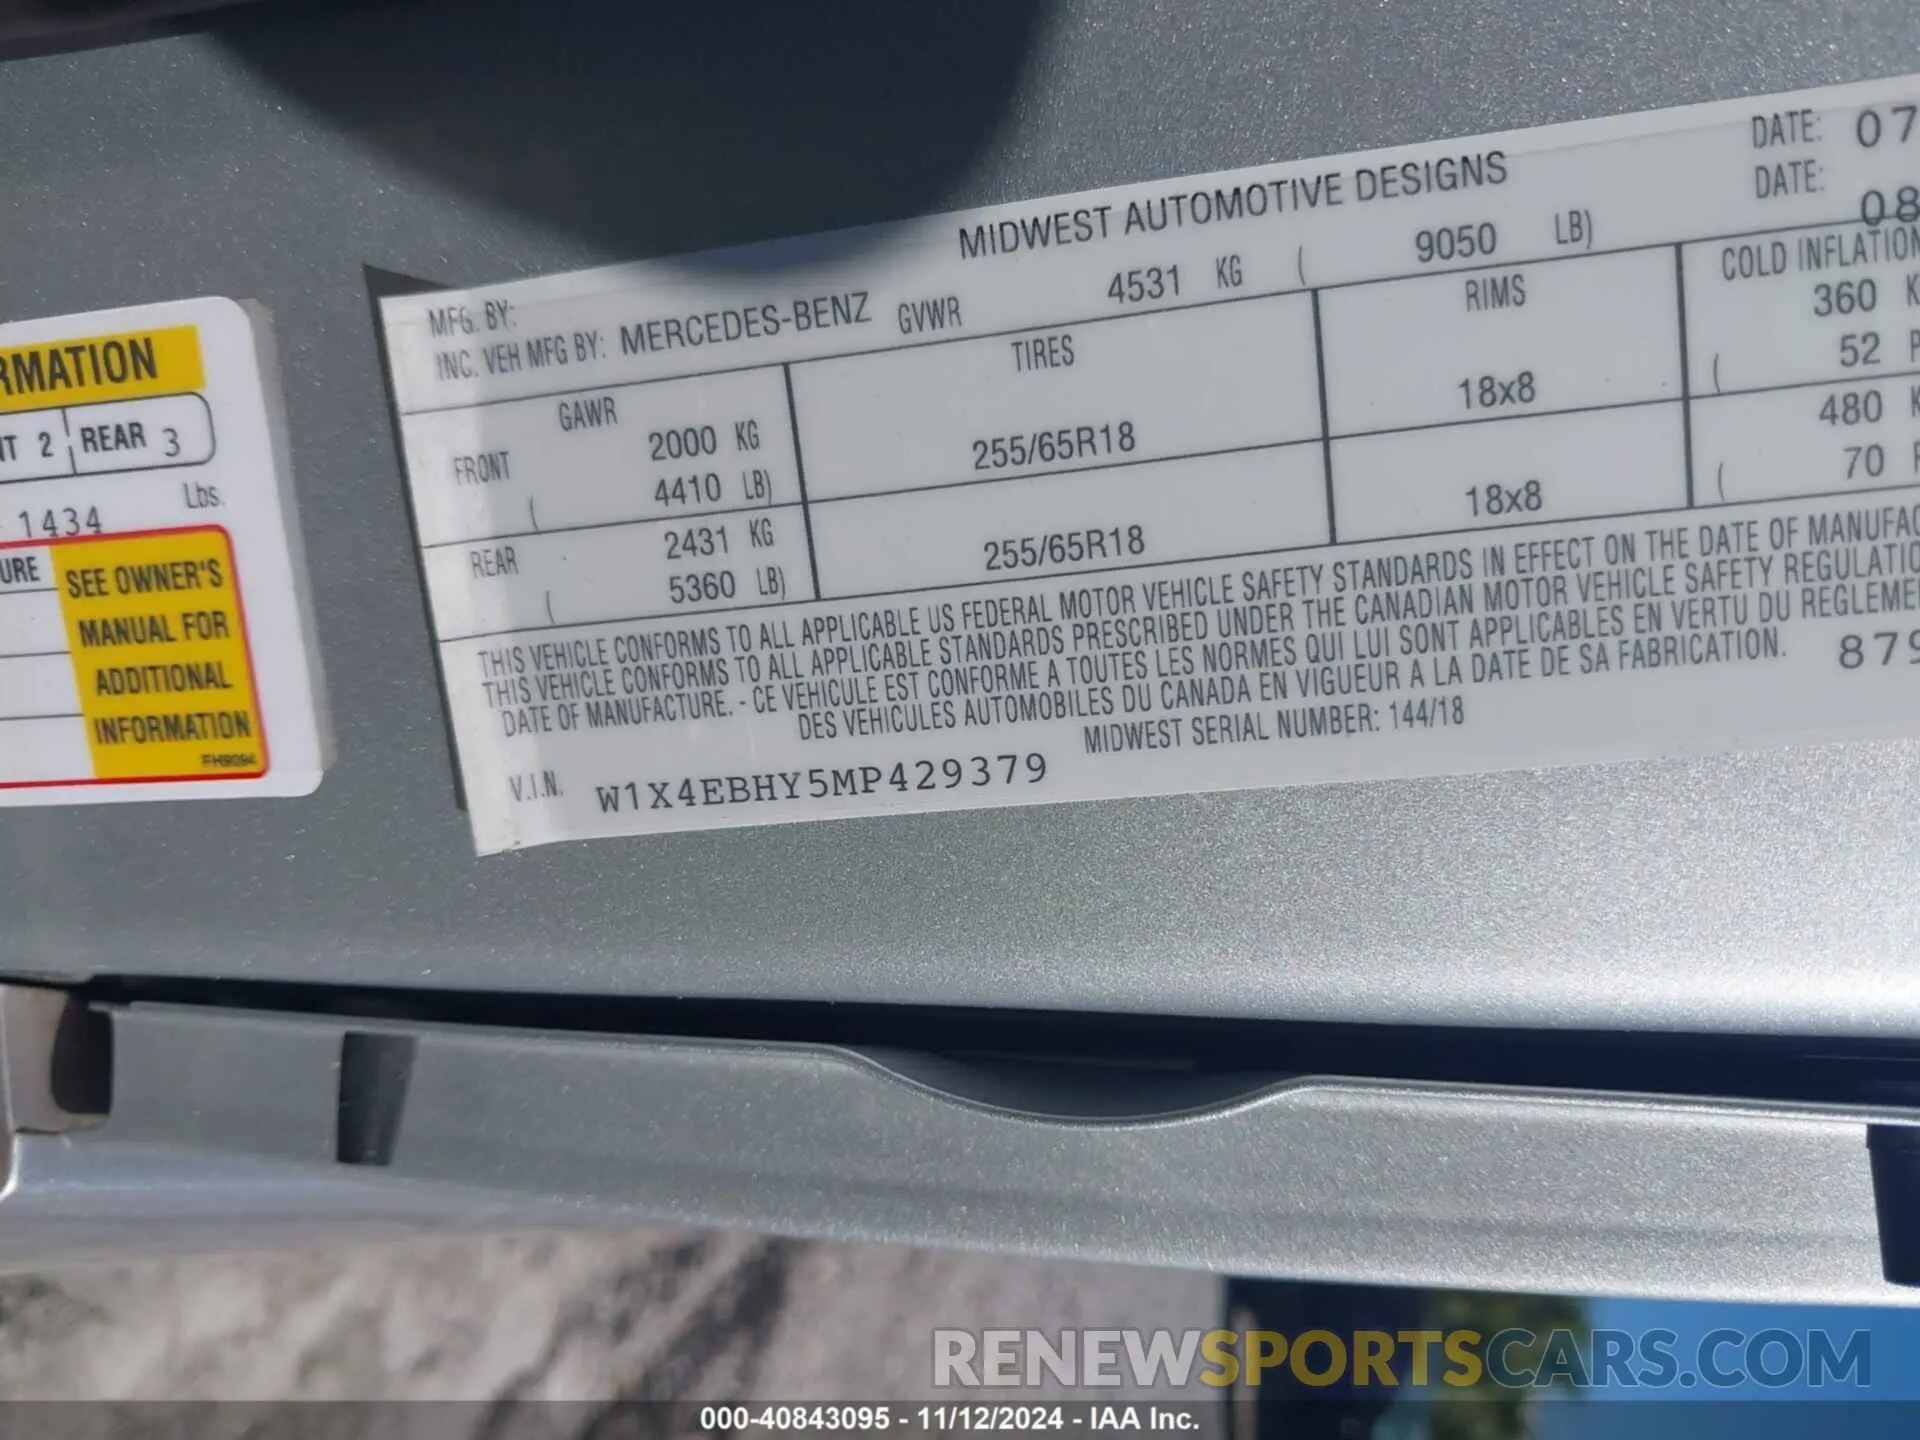 RMATION
NT 2 REAR 3
1434 Lbs.
URE
SEE OWNER'S
MANUAL FOR
ADDITIONAL
INFORMATION
FH9094
DATE: 07
DATE: 08
MFG. BY: MIDWEST AUTOMOTIVE DESIGNS
INC. VEH MFG BY: MERCEDES-BENZ GVWR 4531 KG ( 9050 LB)
GAWR TIRES RIMS COLD INFLATION
FRONT 2000 KG 255/65R18 18x8 360 K
( 4410 LB) ( 52 P
REAR 2431 KG 255/65R18 18x8 480 K
( 5360 LB) ( 70 P
THIS VEHICLE CONFORMS TO ALL APPLICABLE US FEDERAL MOTOR VEHICLE SAFETY STANDARDS IN EFFECT ON THE DATE OF MANUFAC
THIS VEHICLE CONFORMS TO ALL APPLICABLE STANDARDS PRESCRIBED UNDER THE CANADIAN MOTOR VEHICLE SAFETY REGULATIO
DATE OF MANUFACTURE. - CE VEHICULE EST CONFORME A TOUTES LES NORMES QUI LUI SONT APPLICABLES EN VERTU DU REGLEME
DES VEHICULES AUTOMOBILES DU CANADA EN VIGUEUR A LA DATE DE SA FABRICATION. 879
MIDWEST SERIAL NUMBER: 144/18
V.I.N. W1X4EBHY5MP429379
RENEWSPORTSCARS.COM
000-40843095 - 11/12/2024 - IAA Inc.